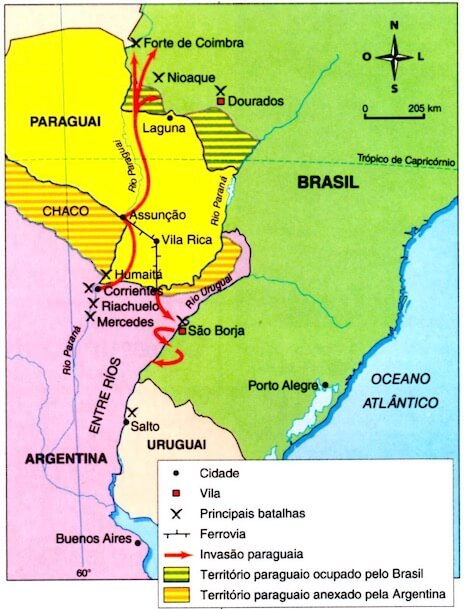 Forte de Coimbra
N
O L
S
Nioaque
Dourados
0 205 km
PARAGUAI
Laguna
Rio Paraguai
Trópico de Capricórnio
Rio Paraná
BRASIL
CHACO
Assunção
Vila Rica
Humaitá
Corrientes
Rio Uruguai
Riachuelo
Mercedes
São Borja
Rio Paraná
ENTRE RÍOS
Porto Alegre
OCEANO
ATLÂNTICO
Salto
URUGUAI
ARGENTINA
Buenos Aires
60°
Cidade
Vila
Principais batalhas
Ferrovia
Invasão paraguaia
Território paraguaio ocupado pelo Brasil
Território paraguaio anexado pela Argentina